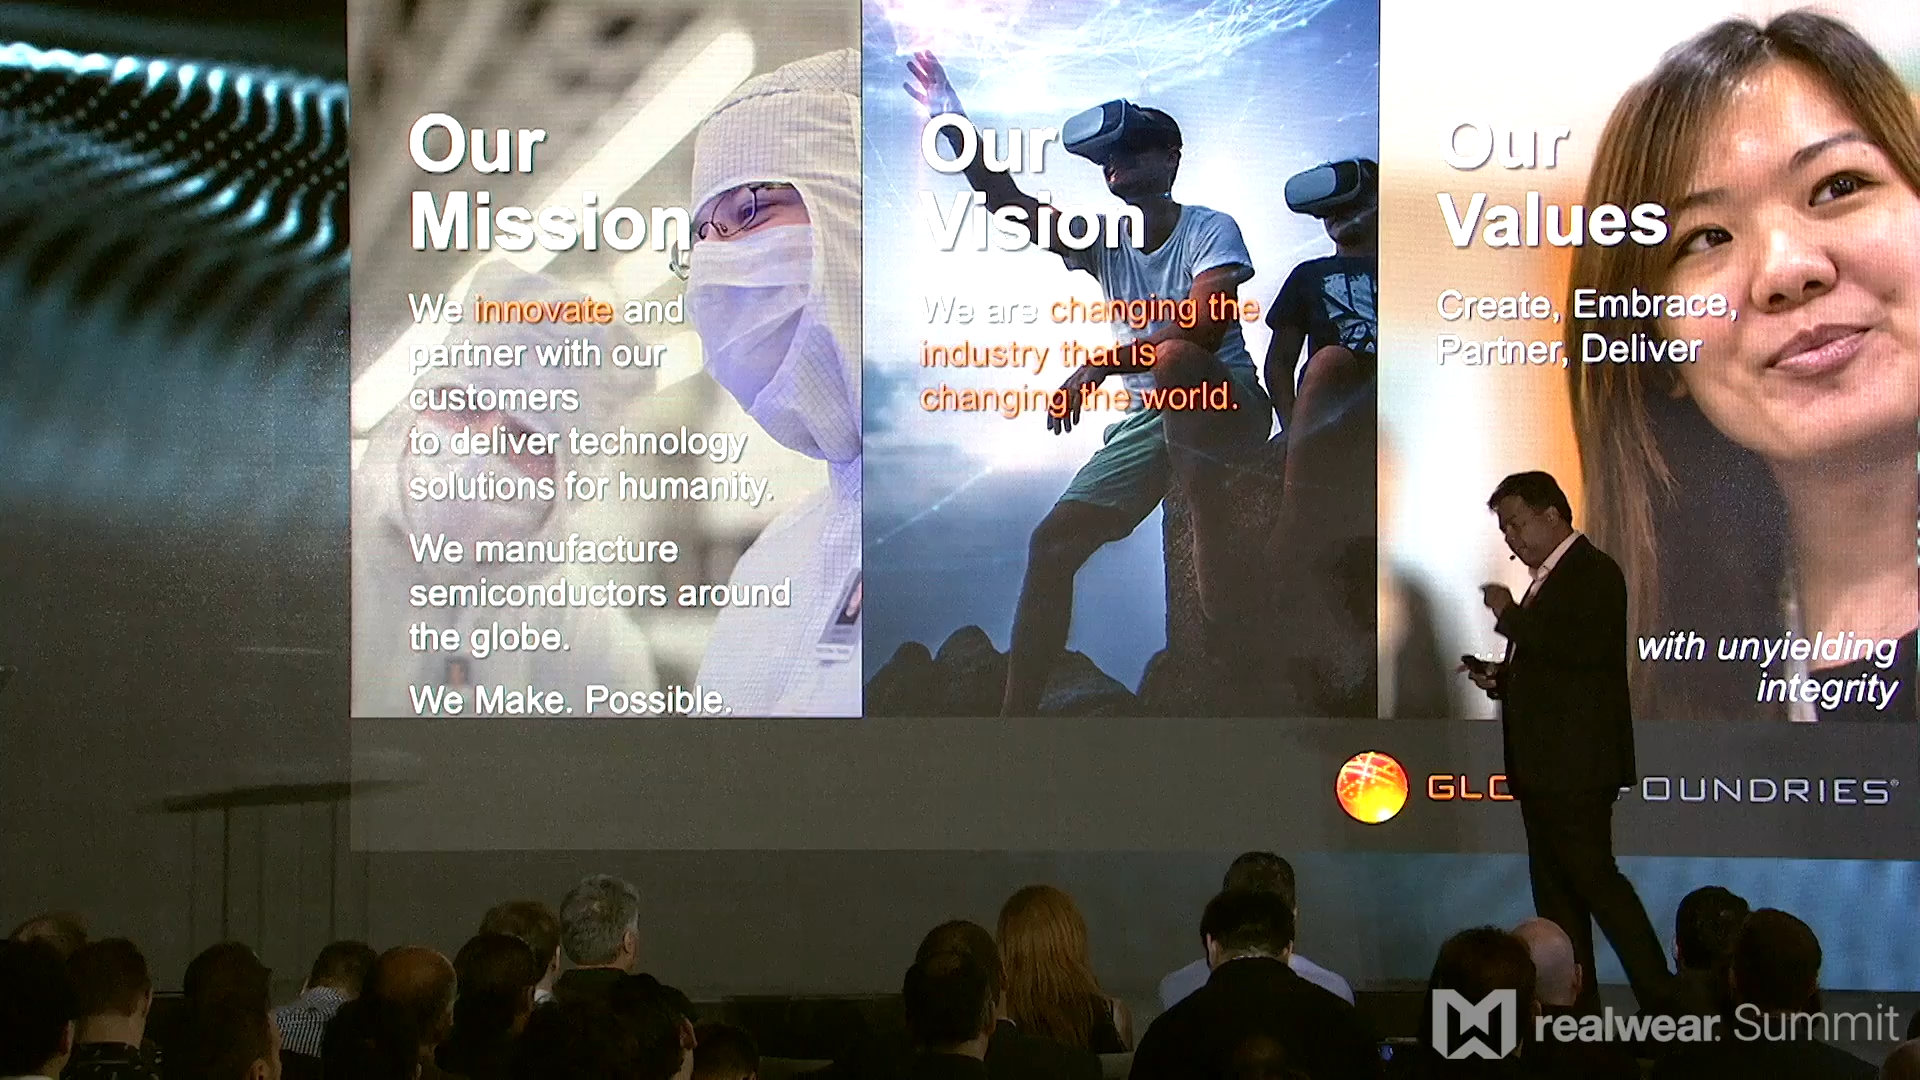 Our
Mission
We innovate and
partner with our
customers
to deliver technology
solutions for humanity.
We manufacture
semiconductors around
the globe.
We Make. Possible.
Our
Vision
We are changing the
industry that is
changing the world.
Our
Values
Create, Embrace,
Partner, Deliver
with unyielding
integrity
realwear. Summit